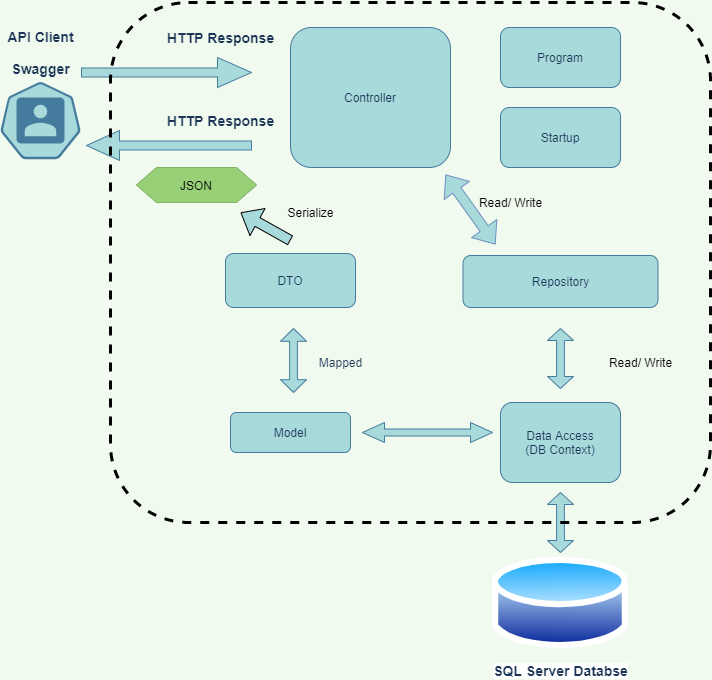 API Client
HTTP Response
Swagger
HTTP Response
JSON
Serialize
Controller
Program
Startup
Read/ Write
DTO
Repository
Mapped
Read/ Write
Model
Data Access
(DB Context)
SQL Server Databse